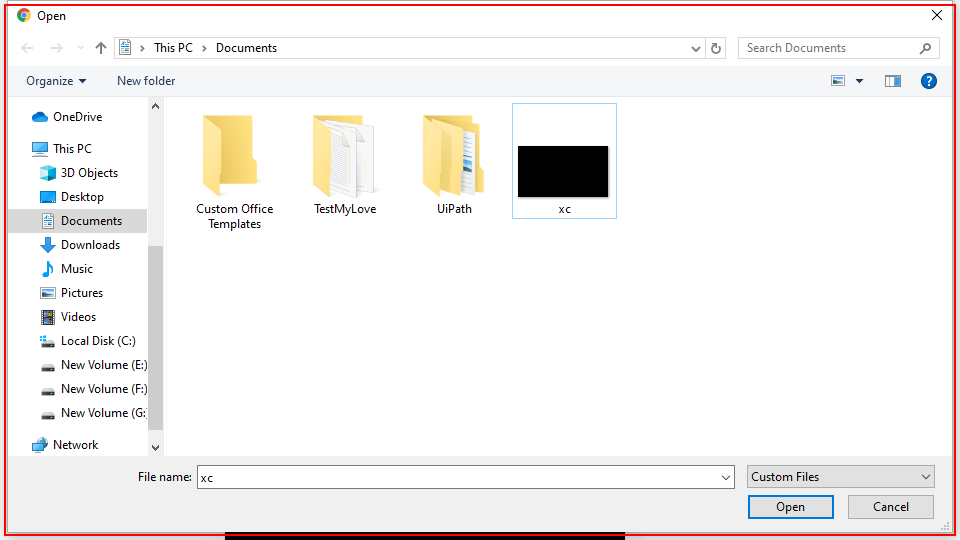 Open
This PC
Documents
Search Documents
Organize
New folder
OneDrive
This PC
3D Objects
Desktop
Documents
Downloads
Music
Pictures
Videos
Local Disk (C:)
New Volume (E:)
New Volume (F:)
New Volume (G:
Network
Custom Office
Templates
TestMyLove
UiPath
xc
File name:
xc
Custom Files
Open
Cancel